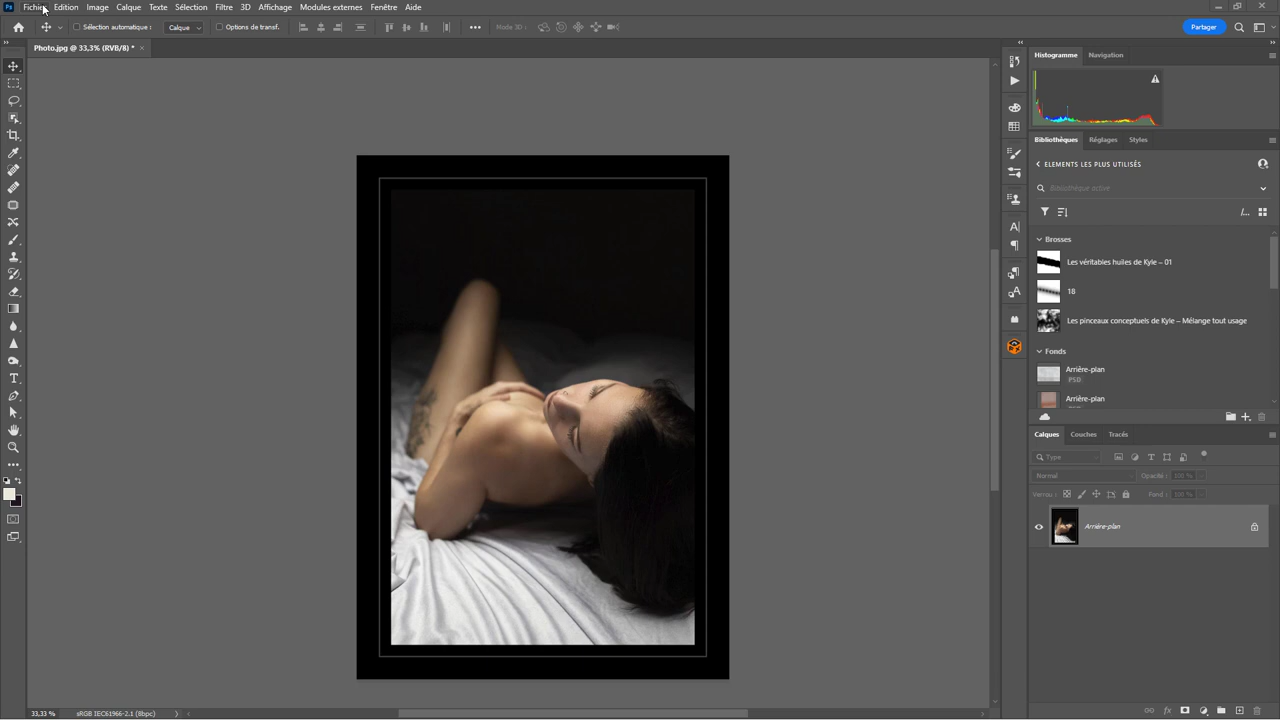 Ps Fichier Edition Image Calque Texte Sélection Filtre 3D Affichage Modules externes Fenêtre Aide
Sélection automatique : Calque Options de transf. Mode 3D : Partager
Photo.jpg @ 33,3% (RVB/8) *
Histogramme Navigation
Bibliothèques Réglages Styles
ELEMENTS LES PLUS UTILISÉS
Bibliothèque active
Brosses
Les véritables huiles de Kyle – 01
18
Les pinceaux conceptuels de Kyle – Mélange tout usage
Fonds
Arrière-plan
PSD
Arrière-plan
Calques Couches Tracés
Type
Normal Opacité : 100 %
Verrou : Fond : 100 %
Arrière-plan
33,33 % sRGB IEC61966-2.1 (8bpc)